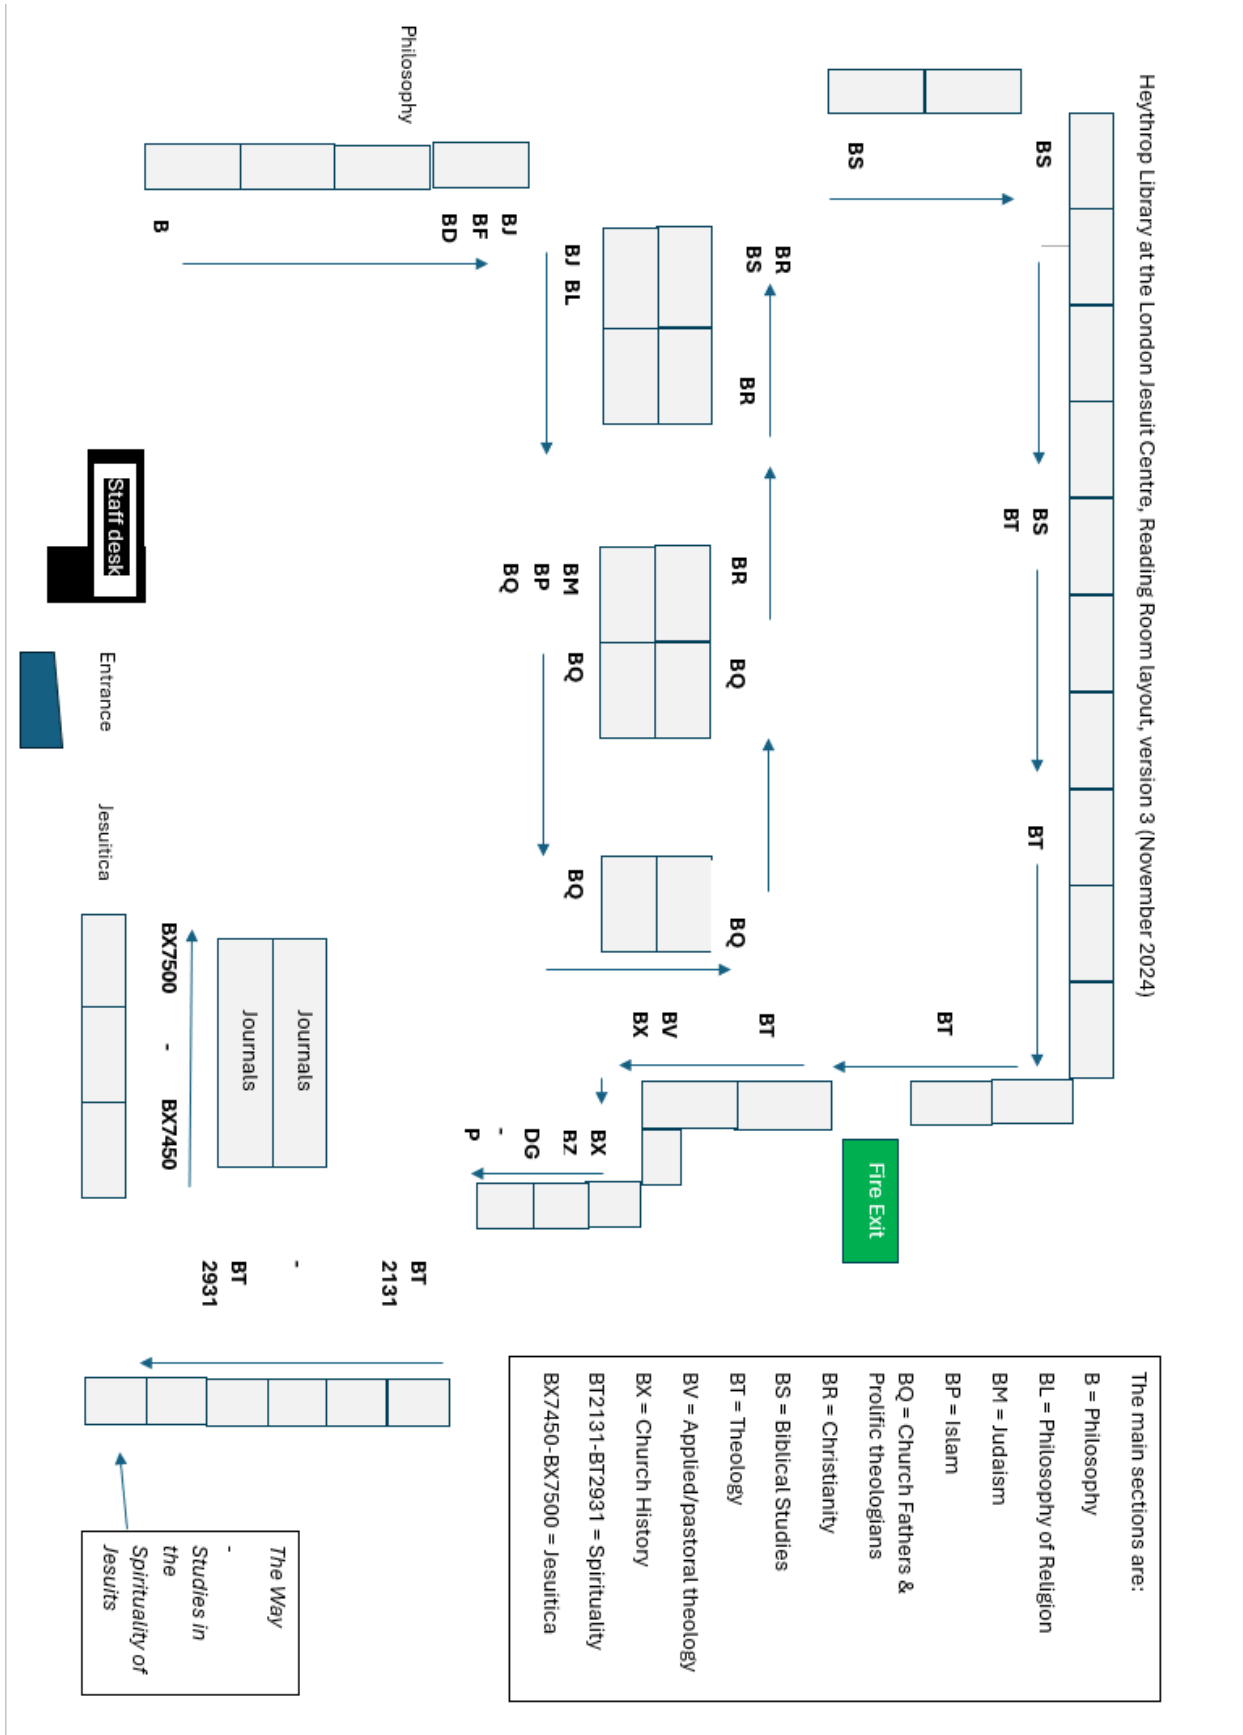 Heythrop Library at the London Jesuit Centre, Reading Room layout, version 3 (November 2024)
BS
BS
BS
BT
BT
BT
BT
BV
BX
Fire Exit
BR
BS
BR
BR
BQ
BQ
BJ BL
BM
BP
BQ
BQ
BQ
BX
BZ
DG
-
P
Philosophy
B
BD
BF
BJ
Staff desk
Entrance
Jesuitica
BX7500 - BX7450
Journals
Journals
BT
2131
-
BT
2931
The main sections are:
B = Philosophy
BL = Philosophy of Religion
BM = Judaism
BP = Islam
BQ = Church Fathers &
Prolific theologians
BR = Christianity
BS = Biblical Studies
BT = Theology
BV = Applied/pastoral theology
BX = Church History
BT2131-BT2931 = Spirituality
BX7450-BX7500 = Jesuitica
The Way
-
Studies in
the
Spirituality of
Jesuits